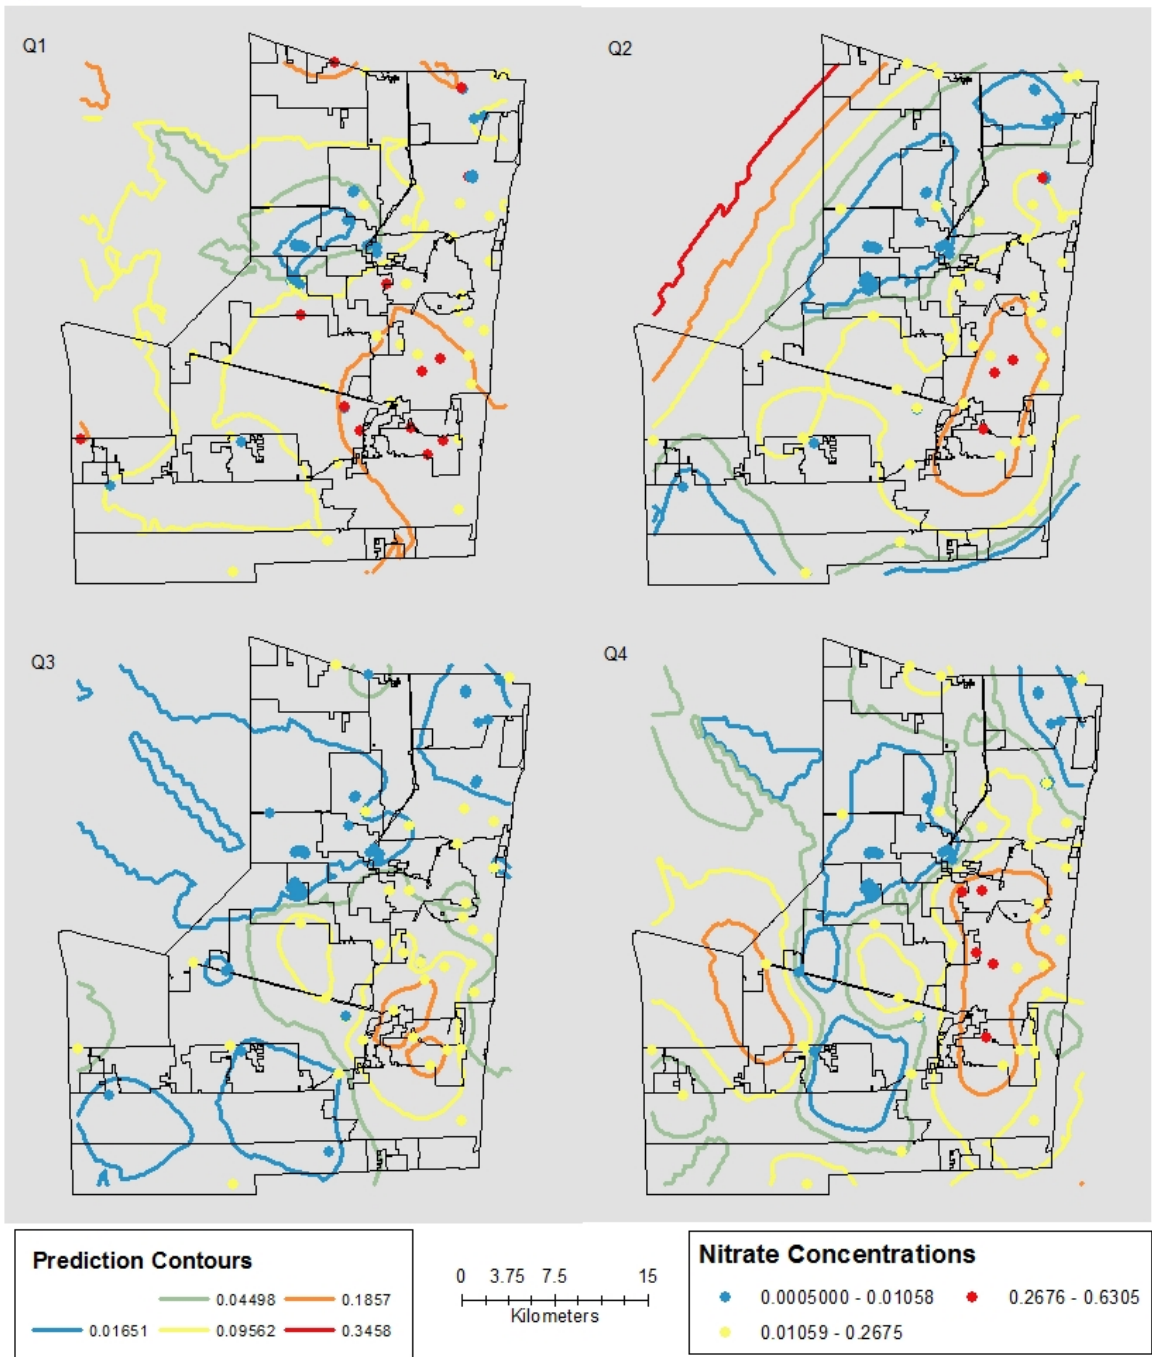 Q1
Q2
Q3
Q4
Prediction Contours
0.04498 0.1857
0.01651 0.09562 0.3458
0 3.75 7.5 15
Kilometers
Nitrate Concentrations
0.0005000 - 0.01058 0.2676 - 0.6305
0.01059 - 0.2675